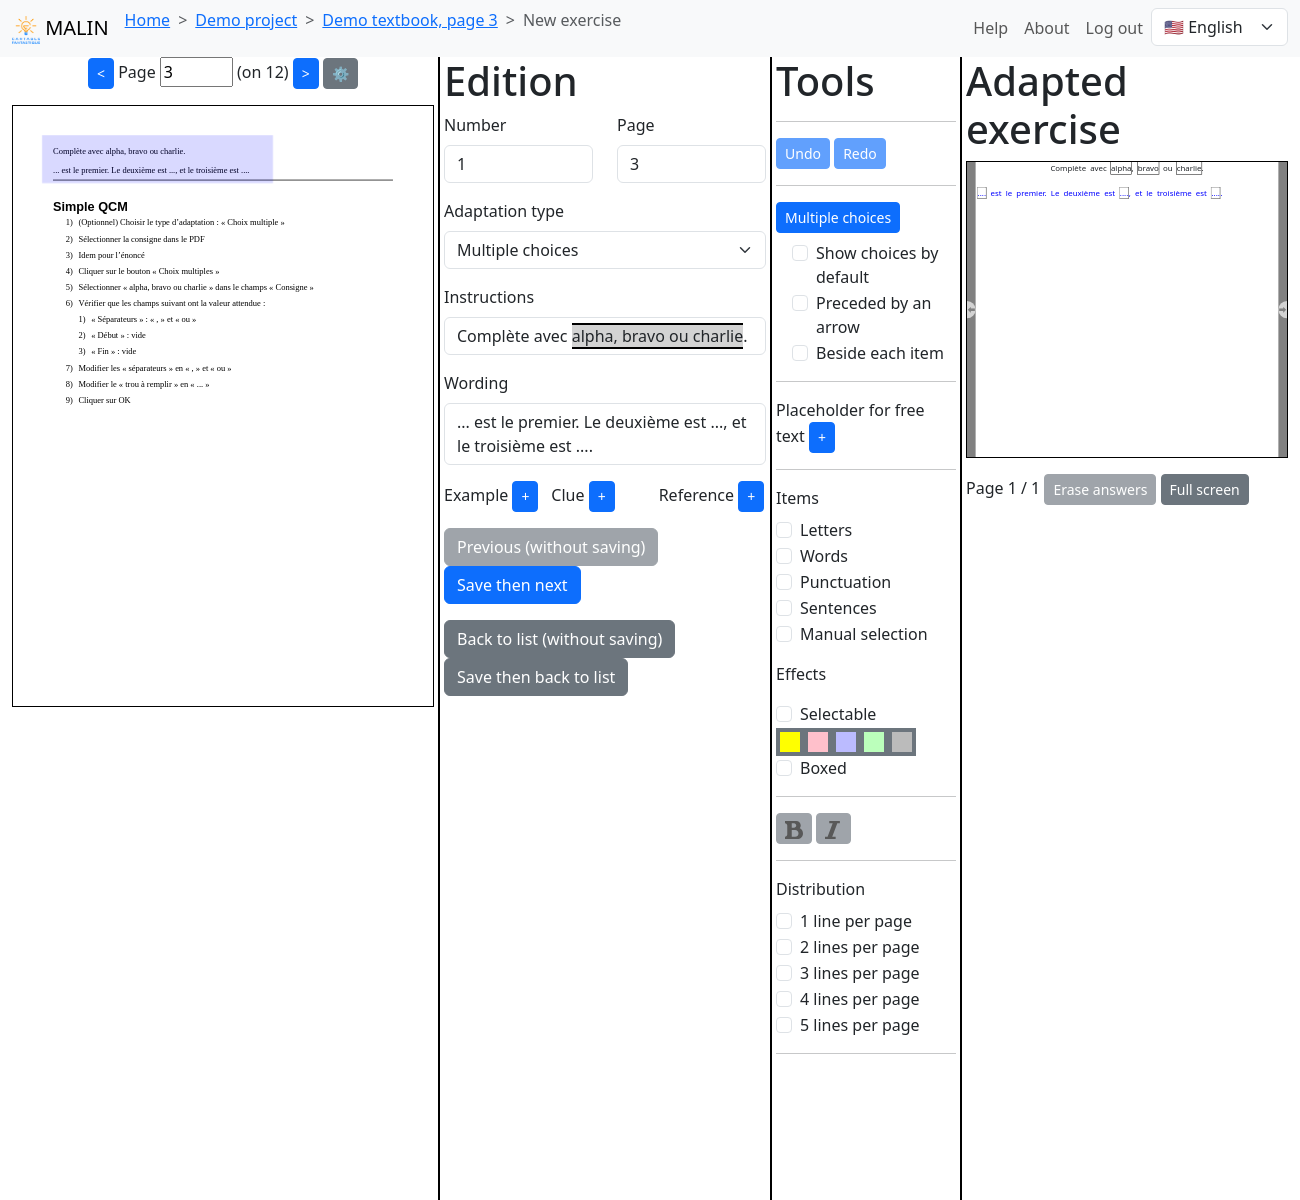 MALIN Home > Demo project > Demo textbook, page 3 > New exercise Help About Log out English
< Page 3 (on 12) >
Complète avec alpha, bravo ou charlie.
... est le premier. Le deuxième est ..., et le troisième est ....
Simple QCM
1) (Optionnel) Choisir le type d'adaptation : « Choix multiple »
2) Sélectionner la consigne dans le PDF
3) Idem pour l'énoncé
4) Cliquer sur le bouton « Choix multiples »
5) Sélectionner « alpha, bravo ou charlie » dans le champs « Consigne »
6) Vérifier que les champs suivant ont la valeur attendue :
1) « Séparateurs » : « , » et « ou »
2) « Début » : vide
3) « Fin » : vide
7) Modifier les « séparateurs » en « , » et « ou »
8) Modifier le « trou à remplir » en « ... »
9) Cliquer sur OK
Edition
Number Page
1 3
Adaptation type
Multiple choices
Instructions
Complète avec alpha, bravo ou charlie.
Wording
... est le premier. Le deuxième est ..., et
le troisième est ....
Example + Clue + Reference +
Previous (without saving)
Save then next
Back to list (without saving)
Save then back to list
Tools
Undo Redo
Multiple choices
Show choices by
default
Preceded by an
arrow
Beside each item
Placeholder for free
text +
Items
Letters
Words
Punctuation
Sentences
Manual selection
Effects
Selectable
Boxed
B I
Distribution
1 line per page
2 lines per page
3 lines per page
4 lines per page
5 lines per page
Adapted
exercise
Complète avec alpha, bravo ou charlie.
.... est le premier. Le deuxième est ...., et le troisième est .....
Page 1 / 1 Erase answers Full screen